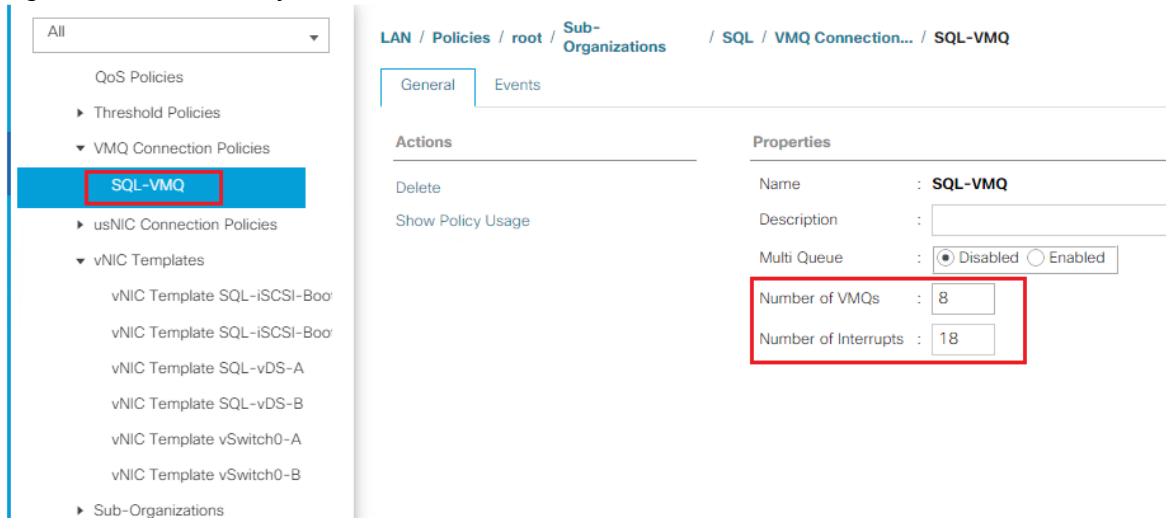 All
QoS Policies
Threshold Policies
VMQ Connection Policies
SQL-VMQ
usNIC Connection Policies
vNIC Templates
vNIC Template SQL-iSCSI-Boo
vNIC Template SQL-iSCSI-Boo
vNIC Template SQL-vDS-A
vNIC Template SQL-vDS-B
vNIC Template vSwitch0-A
vNIC Template vSwitch0-B
Sub-Organizations
LAN / Policies / root / Sub-Organizations / SQL / VMQ Connection... / SQL-VMQ
General Events
Actions
Delete
Show Policy Usage
Properties
Name : SQL-VMQ
Description :
Multi Queue : Disabled Enabled
Number of VMQs : 8
Number of Interrupts : 18